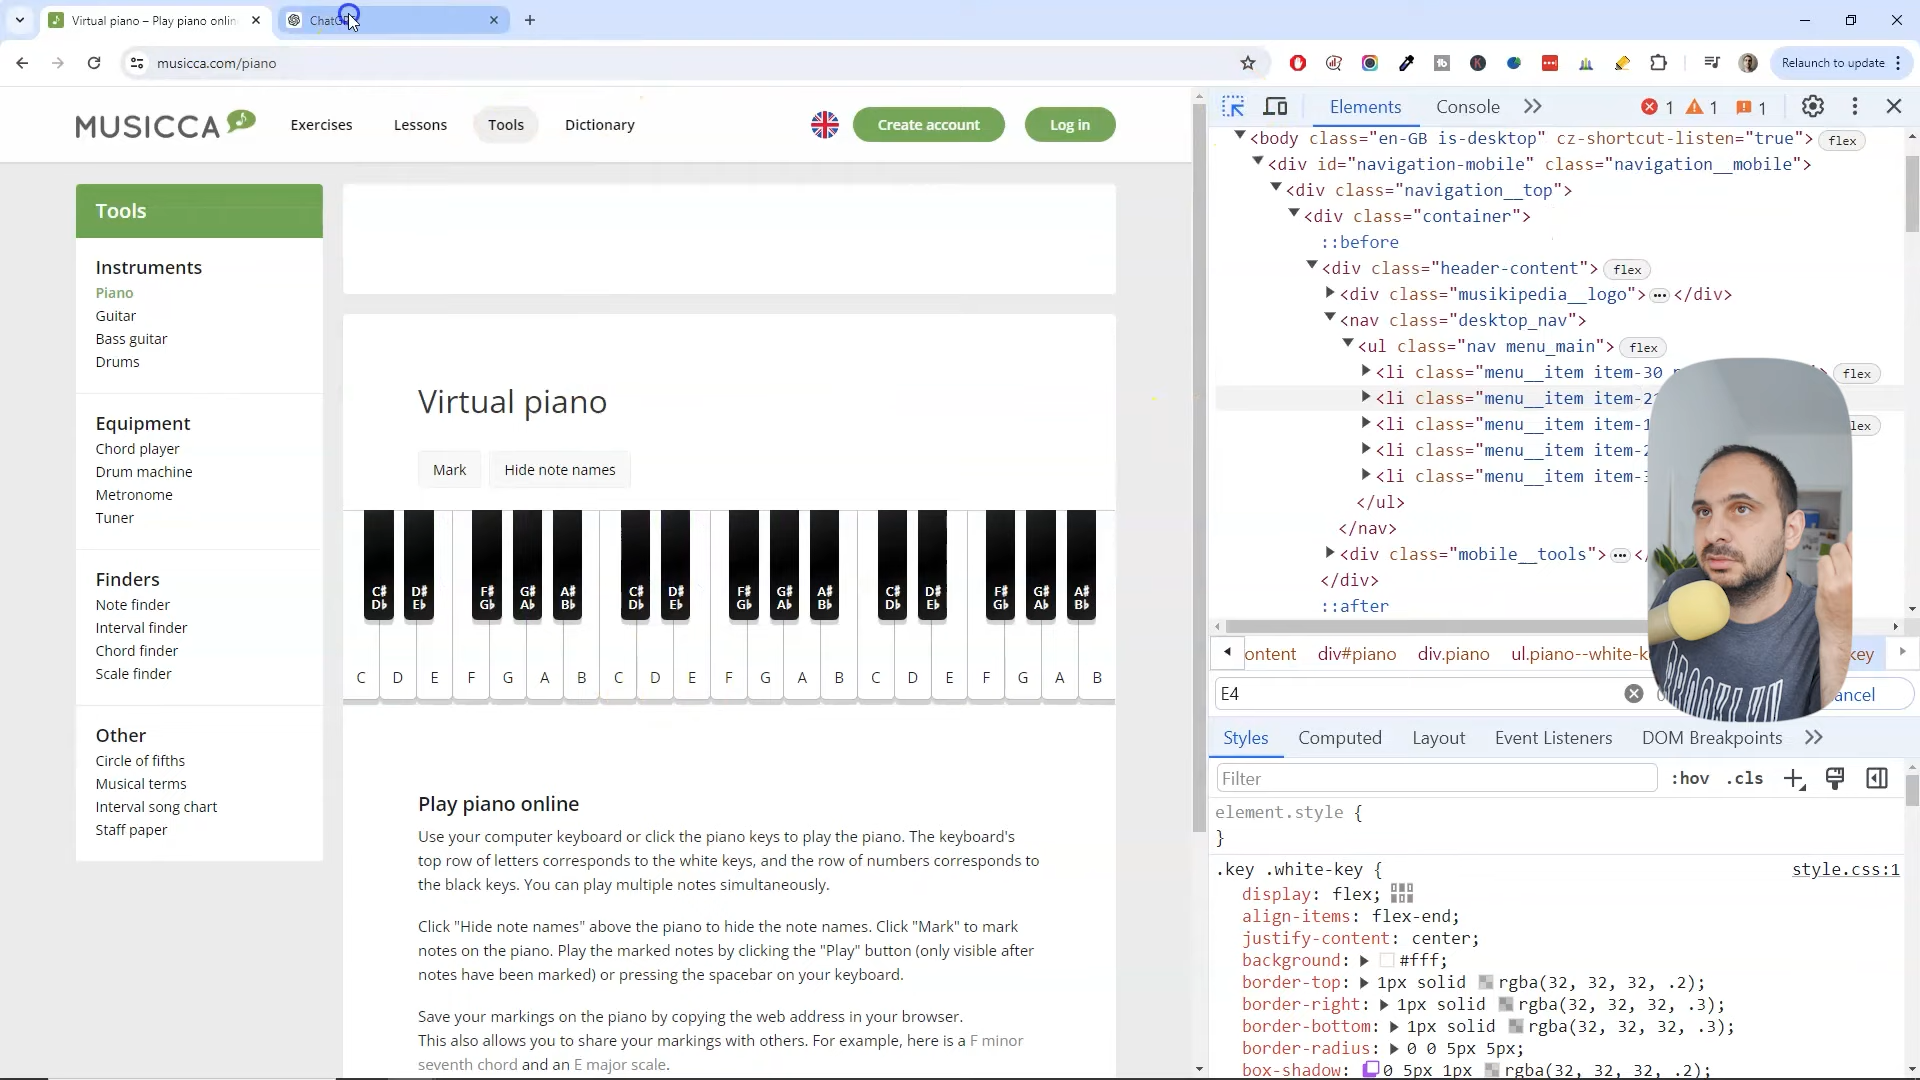 Virtual piano – Play piano onlin
ChatG
musicca.com/piano
Relaunch to update
MUSICCA
Exercises
Lessons
Tools
Dictionary
Create account
Log in
Tools
Instruments
Piano
Guitar
Bass guitar
Drums
Equipment
Chord player
Drum machine
Metronome
Tuner
Finders
Note finder
Interval finder
Chord finder
Scale finder
Other
Circle of fifths
Musical terms
Interval song chart
Staff paper
Virtual piano
Mark
Hide note names
C# D# F# G# A# C# D# F# G# A# C# D# F# G# A#
D♭ E♭ G♭ A♭ B♭ D♭ E♭ G♭ A♭ B♭ D♭ E♭ G♭ A♭ B♭
C D E F G A B C D E F G A B C D E F G A B
Play piano online
Use your computer keyboard or click the piano keys to play the piano. The keyboard's
top row of letters corresponds to the white keys, and the row of numbers corresponds to
the black keys. You can play multiple notes simultaneously.
Click "Hide note names" above the piano to hide the note names. Click "Mark" to mark
notes on the piano. Play the marked notes by clicking the "Play" button (only visible after
notes have been marked) or pressing the spacebar on your keyboard.
Save your markings on the piano by copying the web address in your browser.
This also allows you to share your markings with others. For example, here is a F minor
seventh chord and an E major scale.
Elements
Console
1
1
1
<body class="en-GB is-desktop" cz-shortcut-listen="true"> flex
<div id="navigation-mobile" class="navigation__mobile">
<div class="navigation__top">
<div class="container">
::before
<div class="header-content"> flex
<div class="musikipedia__logo"> … </div>
<nav class="desktop_nav">
<ul class="nav menu_main"> flex
<li class="menu__item item-30 flex
<li class="menu__item item-2
<li class="menu__item item-1 lex
<li class="menu__item item-2
<li class="menu__item item-3
</ul>
</nav>
<div class="mobile__tools"> … </
</div>
::after
ontent div#piano div.piano ul.piano--white-k key
E4
ancel
Styles
Computed
Layout
Event Listeners
DOM Breakpoints
Filter
:hov
.cls
element.style {
}
.key .white-key {
style.css:1
display: flex;
align-items: flex-end;
justify-content: center;
background: #fff;
border-top: 1px solid rgba(32, 32, 32, .2);
border-right: 1px solid rgba(32, 32, 32, .3);
border-bottom: 1px solid rgba(32, 32, 32, .3);
border-radius: 0 0 5px 5px;
box-shadow: 0 5px 1px rgba(32, 32, 32, .2);